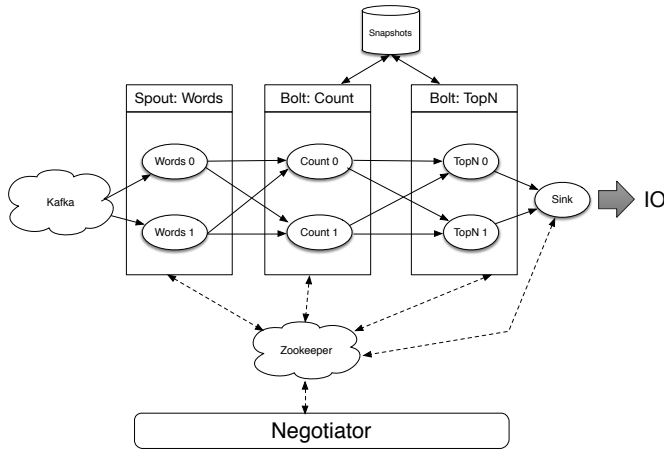 Snapshots
Spout: Words
Bolt: Count
Bolt: TopN
Words 0
Count 0
TopN 0
Kafka
Sink
IO
Words 1
Count 1
TopN 1
Zookeeper
Negotiator